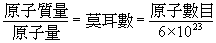 原子質量/原子量 = 莫耳數 = 原子數目/6×10²³